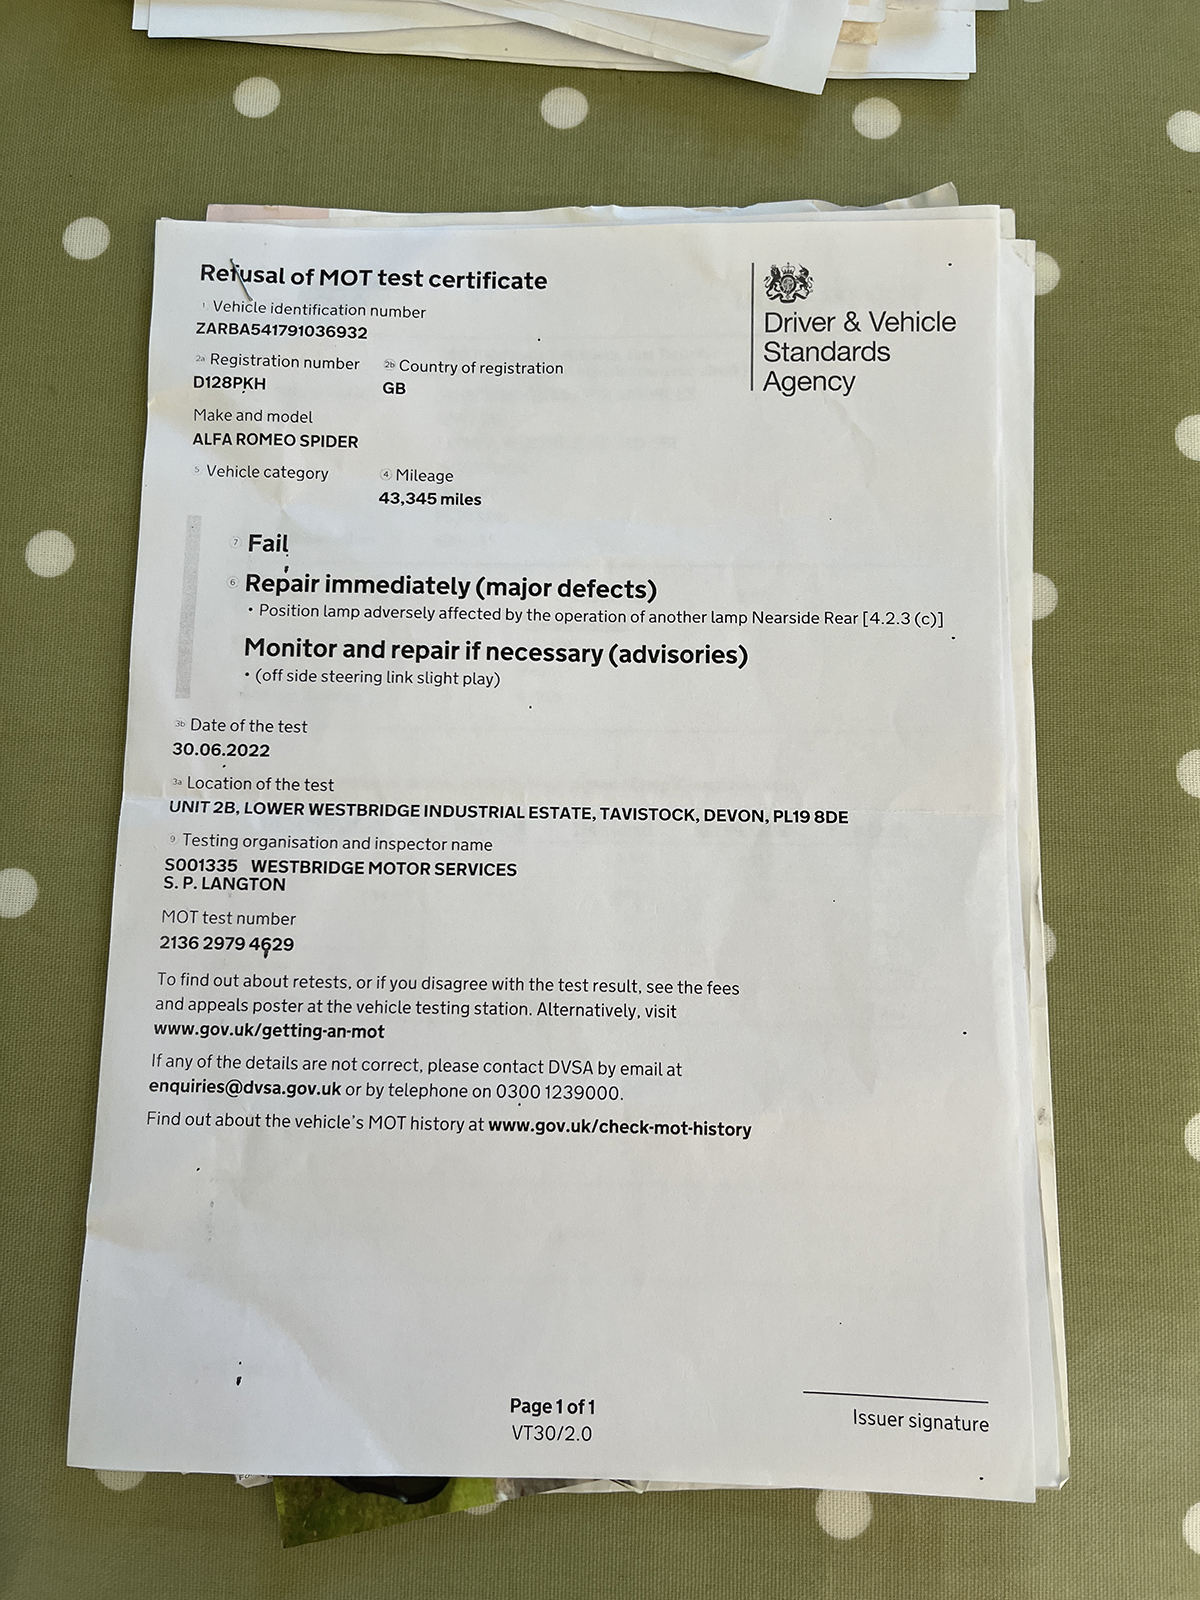 Refusal of MOT test certificate
Driver & Vehicle
Standards
Agency
1 Vehicle identification number
ZARBA541791036932
2a Registration number 2b Country of registration
D128PKH GB
Make and model
ALFA ROMEO SPIDER
5 Vehicle category 4 Mileage
43,345 miles
7 Fail
6 Repair immediately (major defects)
• Position lamp adversely affected by the operation of another lamp Nearside Rear [4.2.3 (c)]
Monitor and repair if necessary (advisories)
• (off side steering link slight play)
3b Date of the test
30.06.2022
3a Location of the test
UNIT 2B, LOWER WESTBRIDGE INDUSTRIAL ESTATE, TAVISTOCK, DEVON, PL19 8DE
9 Testing organisation and inspector name
S001335 WESTBRIDGE MOTOR SERVICES
S. P. LANGTON
MOT test number
2136 2979 4629
To find out about retests, or if you disagree with the test result, see the fees
and appeals poster at the vehicle testing station. Alternatively, visit
www.gov.uk/getting-an-mot
If any of the details are not correct, please contact DVSA by email at
enquiries@dvsa.gov.uk or by telephone on 0300 1239000.
Find out about the vehicle's MOT history at www.gov.uk/check-mot-history
Page 1 of 1
VT30/2.0
Issuer signature